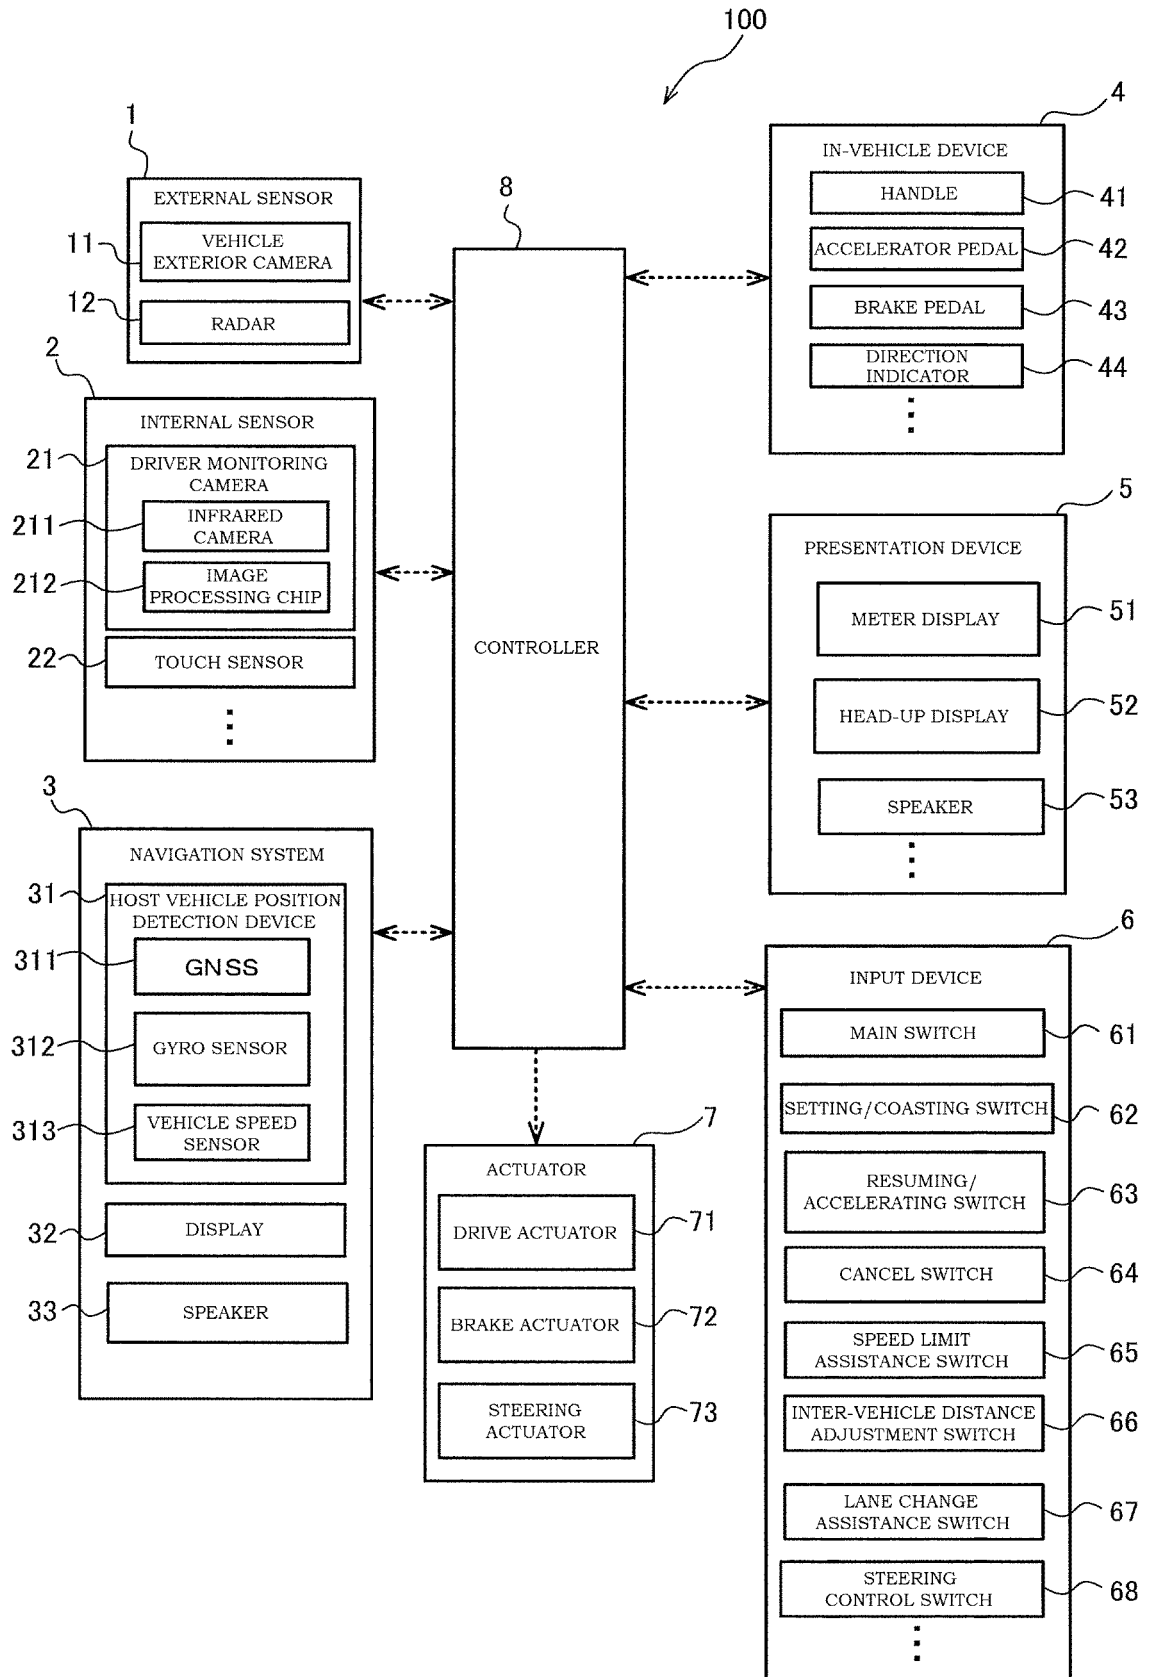 100
1
EXTERNAL SENSOR
11
VEHICLE
EXTERIOR CAMERA
12
RADAR
2
INTERNAL SENSOR
21
DRIVER MONITORING
CAMERA
211
INFRARED
CAMERA
212
IMAGE
PROCESSING CHIP
22
TOUCH SENSOR
3
NAVIGATION SYSTEM
31
HOST VEHICLE POSITION
DETECTION DEVICE
311
GNSS
312
GYRO SENSOR
313
VEHICLE SPEED
SENSOR
32
DISPLAY
33
SPEAKER
8
CONTROLLER
7
ACTUATOR
DRIVE ACTUATOR
71
BRAKE ACTUATOR
72
STEERING
ACTUATOR
73
4
IN-VEHICLE DEVICE
HANDLE
41
ACCELERATOR PEDAL
42
BRAKE PEDAL
43
DIRECTION
INDICATOR
44
5
PRESENTATION DEVICE
METER DISPLAY
51
HEAD-UP DISPLAY
52
SPEAKER
53
6
INPUT DEVICE
MAIN SWITCH
61
SETTING/COASTING SWITCH
62
RESUMING/
ACCELERATING SWITCH
63
CANCEL SWITCH
64
SPEED LIMIT
ASSISTANCE SWITCH
65
INTER-VEHICLE DISTANCE
ADJUSTMENT SWITCH
66
LANE CHANGE
ASSISTANCE SWITCH
67
STEERING
CONTROL SWITCH
68